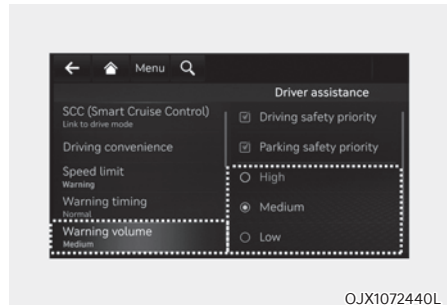 Menu
Driver assistance
SCC (Smart Cruise Control)
Link to drive mode
Driving convenience
Speed limit
Warning
Warning timing
Normal
Warning volume
Medium
Driving safety priority
Parking safety priority
High
Medium
Low
OJX1072440L